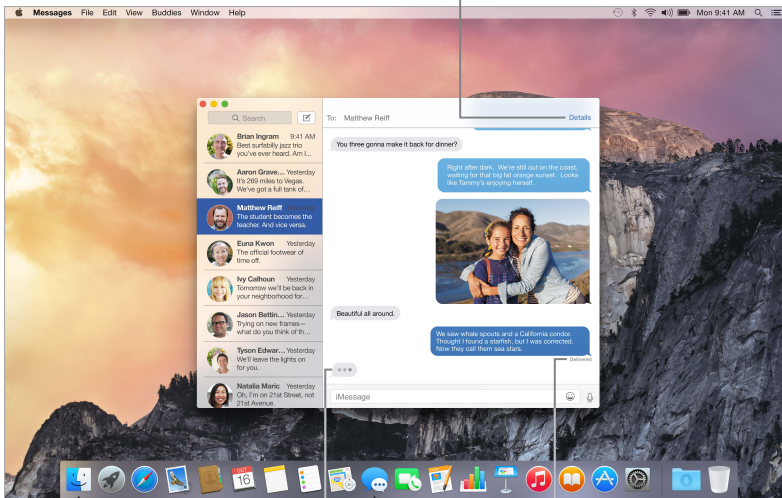 Messages File Edit View Buddies Window Help
Mon 9:41 AM
Search
Brian Ingram 9:41 AM
Best surfabilly jazz trio
you've ever heard. Am I...
Aaron Grave... Yesterday
It's 269 miles to Vegas.
We've got a full tank of...
Matthew Reiff
The student becomes the
teacher. And vice versa.
Euna Kwon Yesterday
The official footwear of
time off.
Ivy Calhoun Yesterday
Tomorrow we'll be back in
your neighborhood for...
Jason Bettin... Yesterday
Trying on new frames—
what do you think of th...
Tyson Edwar... Yesterday
We'll leave the lights on
for you.
Natalia Maric Yesterday
Oh, I'm on 21st Street, not
21st Avenue.
To: Matthew Reiff
Details
You three gonna make it back for dinner?
Right after dark. We're still out on the coast,
waiting for that big fat orange sunset. Looks
like Tammy's enjoying herself.
Beautiful all around.
We saw whale spouts and a California condor.
Thought I found a starfish, but I was corrected.
Now they call them sea stars.
Delivered
iMessage
OCT
16